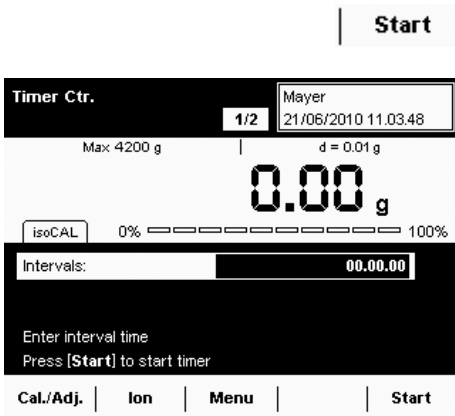 Start
Timer Ctr.
1/2
Mayer
21/06/2010 11.03.48
Max 4200 g
d = 0.01 g
0.00 g
isoCAL
0%
100%
Intervals:
00.00.00
Enter interval time
Press [Start] to start timer
Cal./Adj. Ion Menu Start